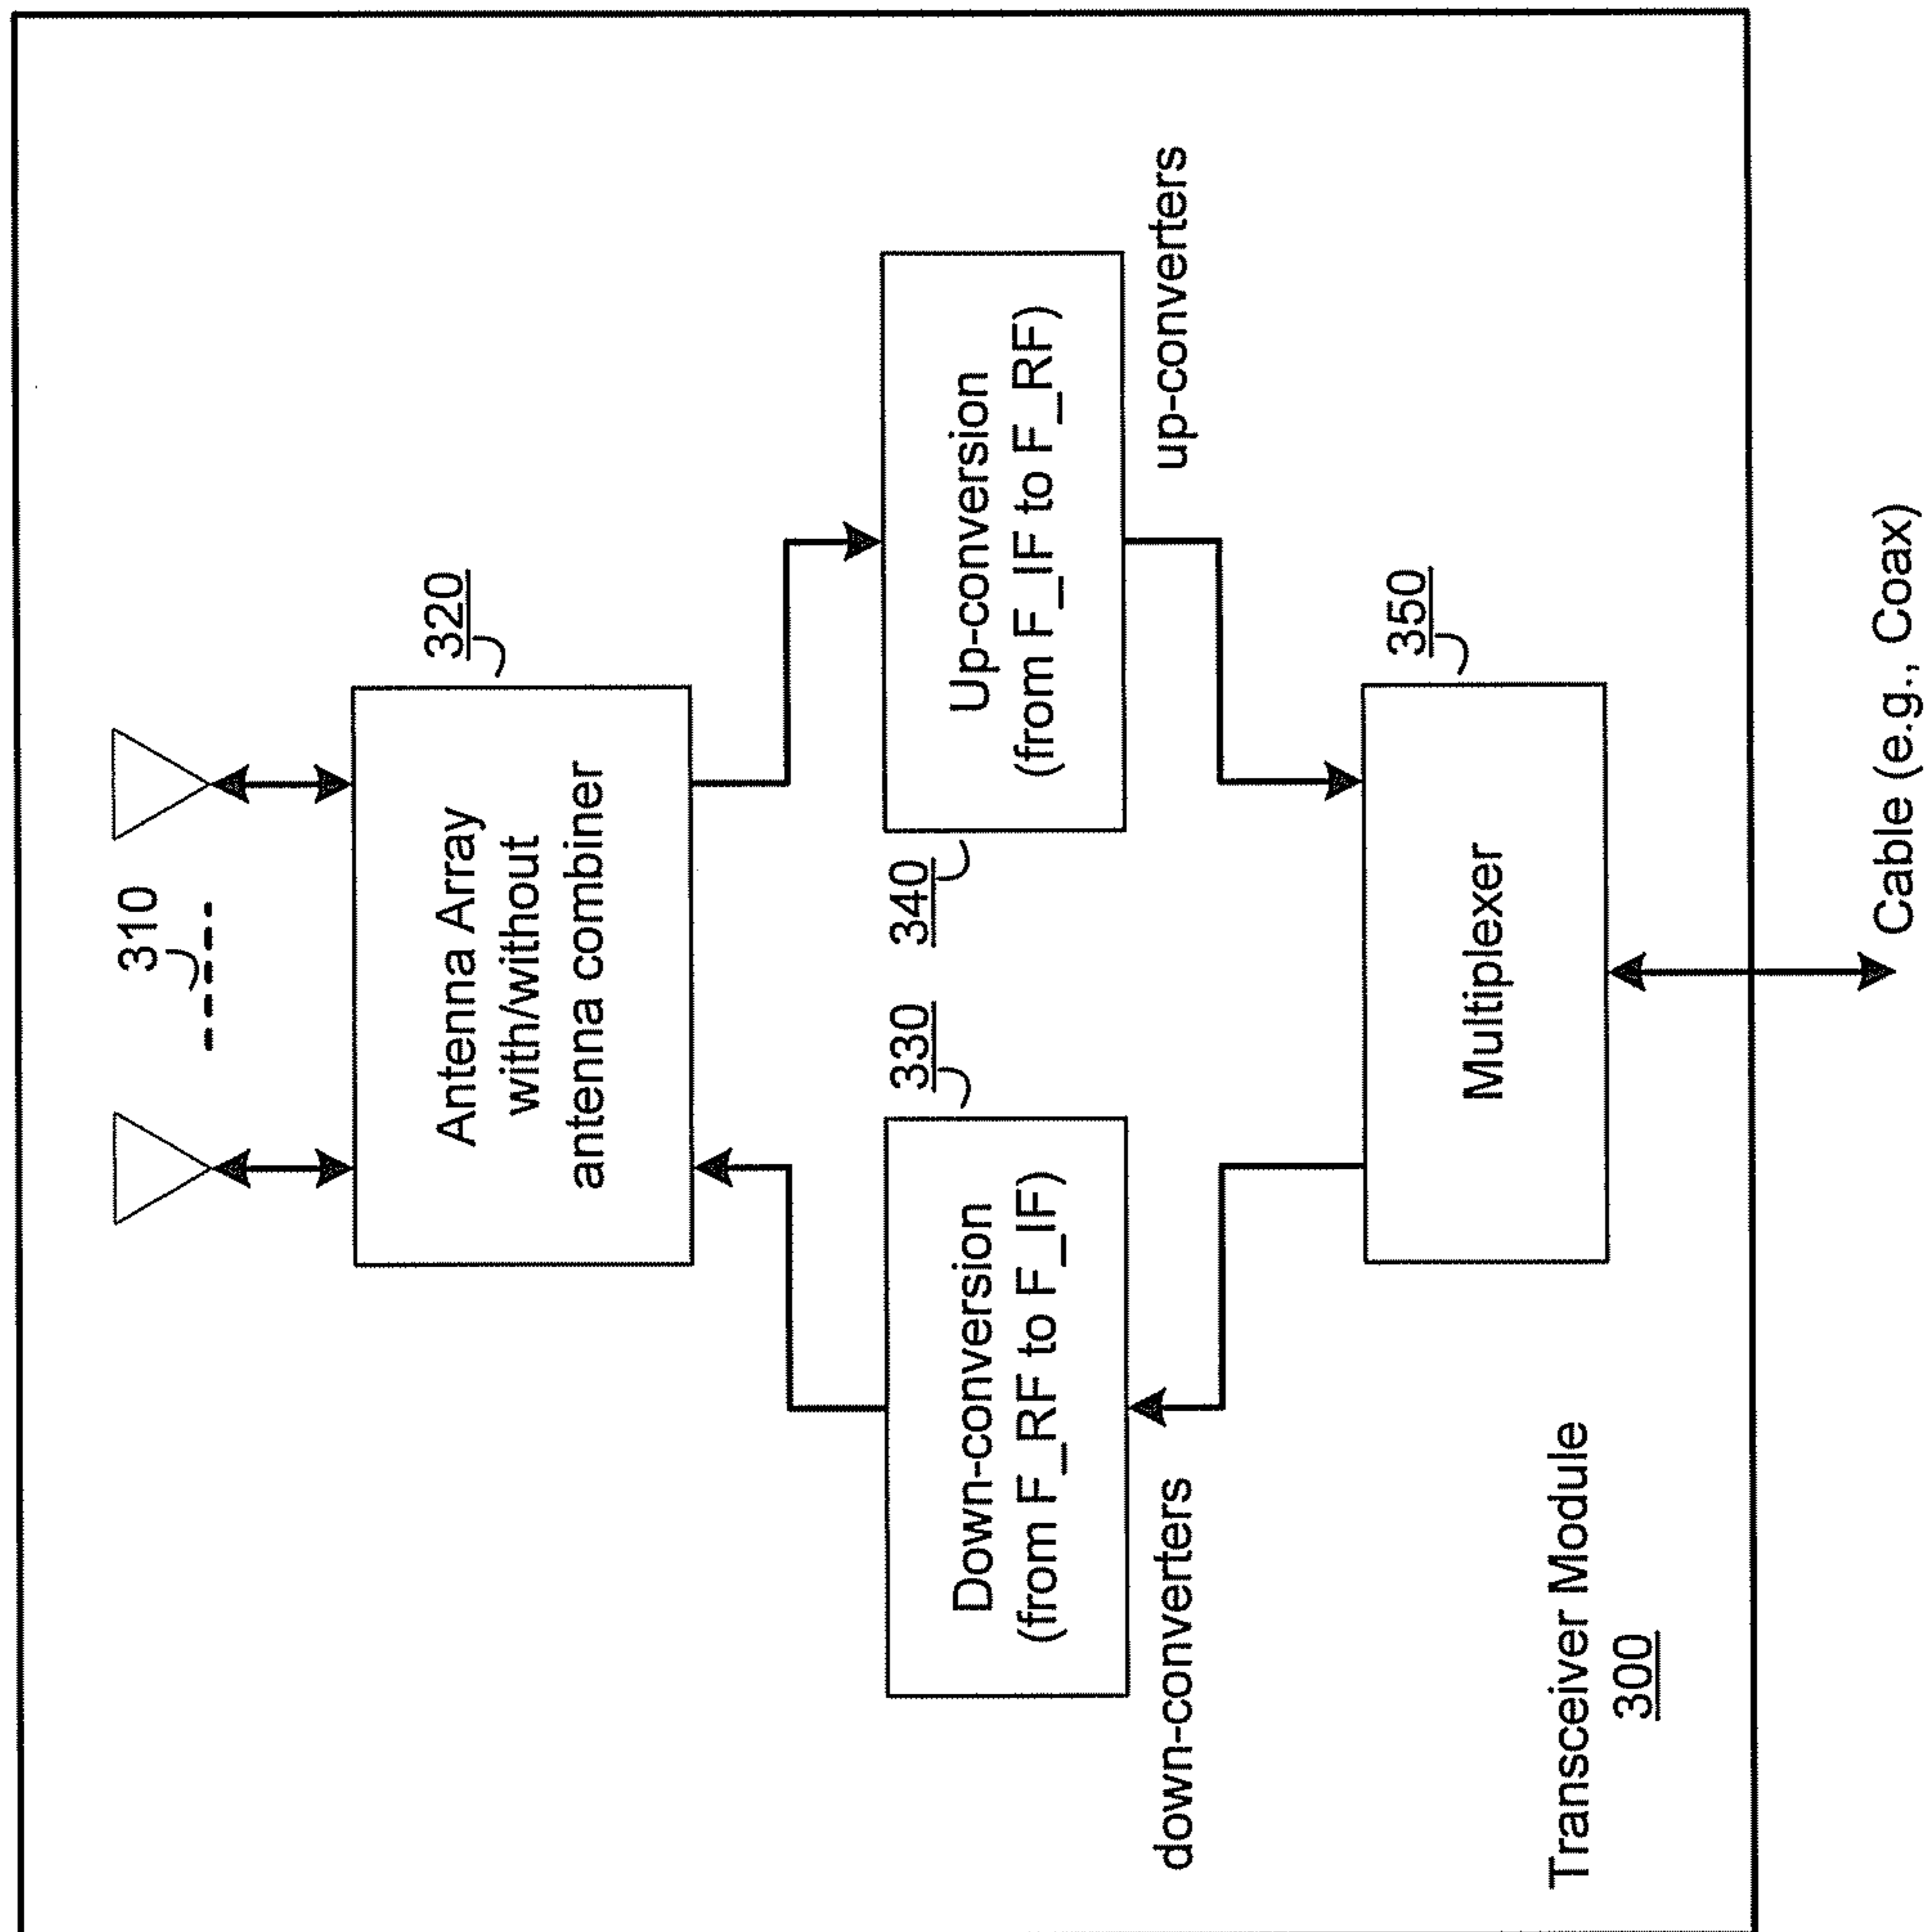 310
320
Antenna Array
with/without
antenna combiner
330
340
Down-conversion
(from F_RF to F_IF)
Up-conversion
(from F_IF to F_RF)
down-converters
up-converters
350
Multiplexer
Transceiver Module
300
Cable (e.g., Coax)